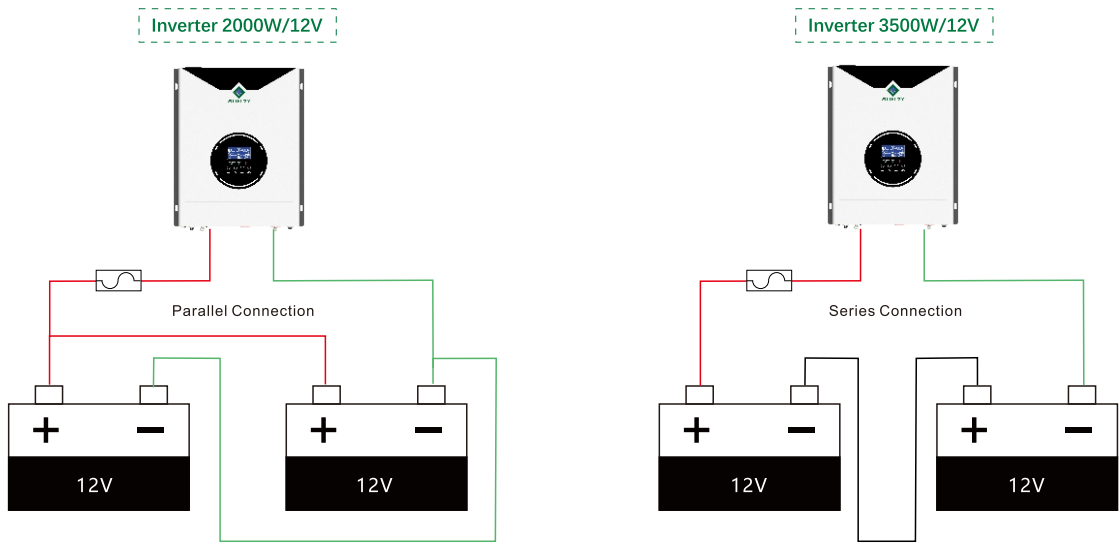 Inverter 2000W/12V
Inverter 3500W/12V
Parallel Connection
Series Connection
+ −
+ −
+ −
+ −
12V
12V
12V
12V